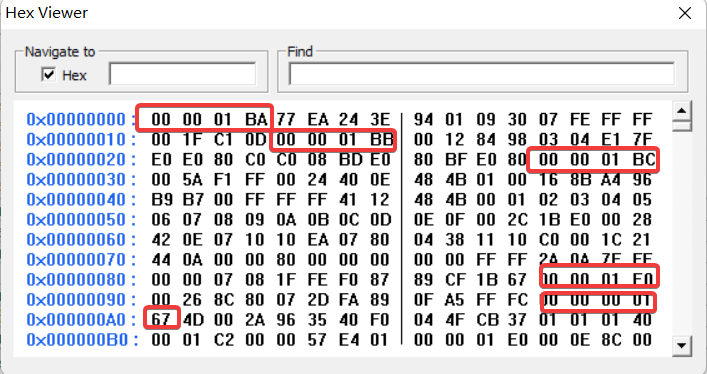 Hex Viewer
Navigate to
Hex
Find
0x00000000: 00 00 01 BA 77 EA 24 3E 94 01 09 30 07 FE FF FF
0x00000010: 00 1F C1 0D 00 00 01 BB 00 12 84 98 03 04 E1 7F
0x00000020: E0 E0 80 C0 C0 08 BD E0 80 BF E0 80 00 00 01 BC
0x00000030: 00 5A F1 FF 00 24 40 0E 48 4B 01 00 16 8B A4 96
0x00000040: B9 B7 00 FF FF FF 41 12 48 4B 00 01 02 03 04 05
0x00000050: 06 07 08 09 0A 0B 0C 0D 0E 0F 00 2C 1B E0 00 28
0x00000060: 42 0E 07 10 10 EA 07 80 04 38 11 10 C0 00 1C 21
0x00000070: 44 0A 00 00 80 00 00 00 00 00 FF FF 2A 0A
0x00000080: 00 00 07 08 1F FE F0 87 89 CF 1B 67 00 00 01
0x00000090: 00 26 8C 80 07 2D FA 89 0F A5 FF FC 00 00 00 01
0x000000A0: 67 4D 00 2A 96 35 40 F0 04 4F CB 37 01 01 01 40
0x000000B0: 00 01 C2 00 00 57 E4 01 00 00 01 E0 00 0E 8C 00